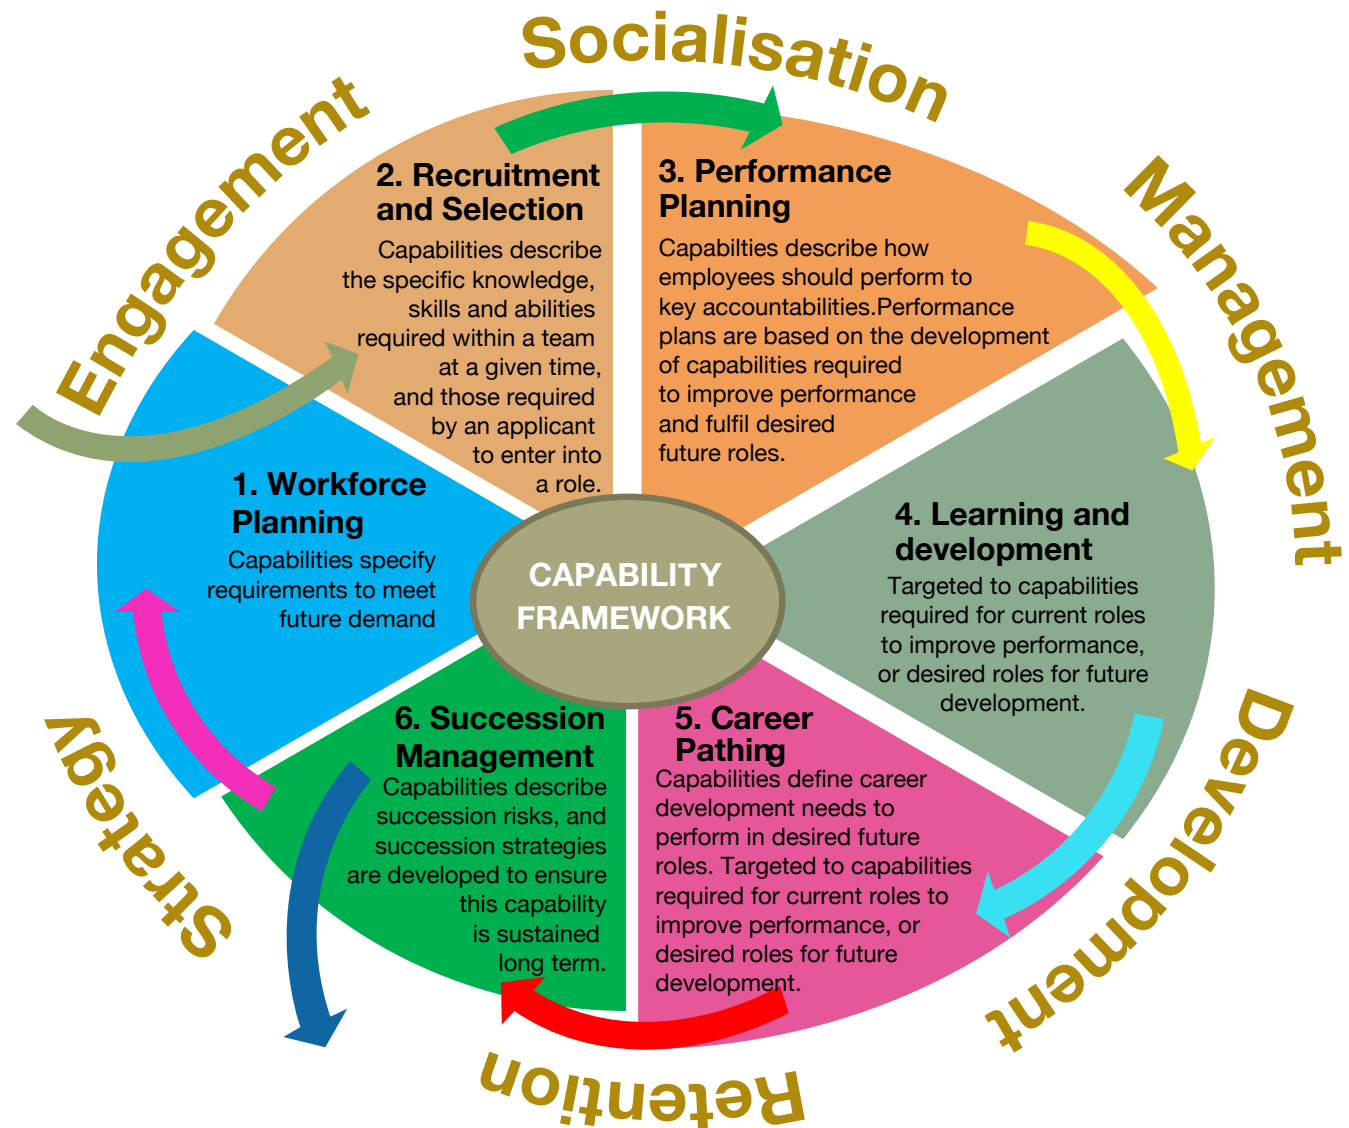 Socialisation
Engagement
Management
2. Recruitment
and Selection
Capabilities describe
the specific knowledge,
skills and abilities
required within a team
at a given time,
and those required
by an applicant
to enter into
a role.
3. Performance
Planning
Capabilties describe how
employees should perform to
key accountabilities.Performance
plans are based on the development
of capabilities required
to improve performance
and fulfil desired
future roles.
1. Workforce
Planning
Capabilities specify
requirements to meet
future demand
CAPABILITY
FRAMEWORK
4. Learning and
development
Targeted to capabilities
required for current roles
to improve performance,
or desired roles for future
development.
6. Succession
Management
Capabilities describe
succession risks, and
succession strategies
are developed to ensure
this capability
is sustained
long term.
5. Career
Pathing
Capabilities define career
development needs to
perform in desired future
roles. Targeted to capabilities
required for current roles to
improve performance, or
desired roles for future
development.
Strategy
Development
Retention